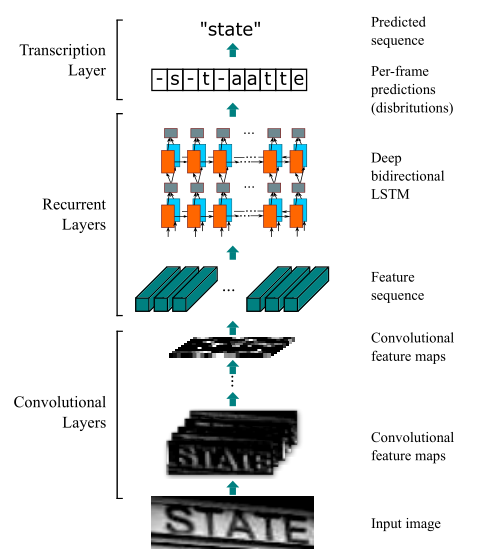 "state"
Predicted
sequence
Transcription
Layer
-s-t-aatte
Per-frame
predictions
(disbritutions)
...
...
Deep
bidirectional
LSTM
Recurrent
Layers
...
Feature
sequence
Convolutional
feature maps
Convolutional
Layers
STATE
Convolutional
feature maps
STATE
Input image